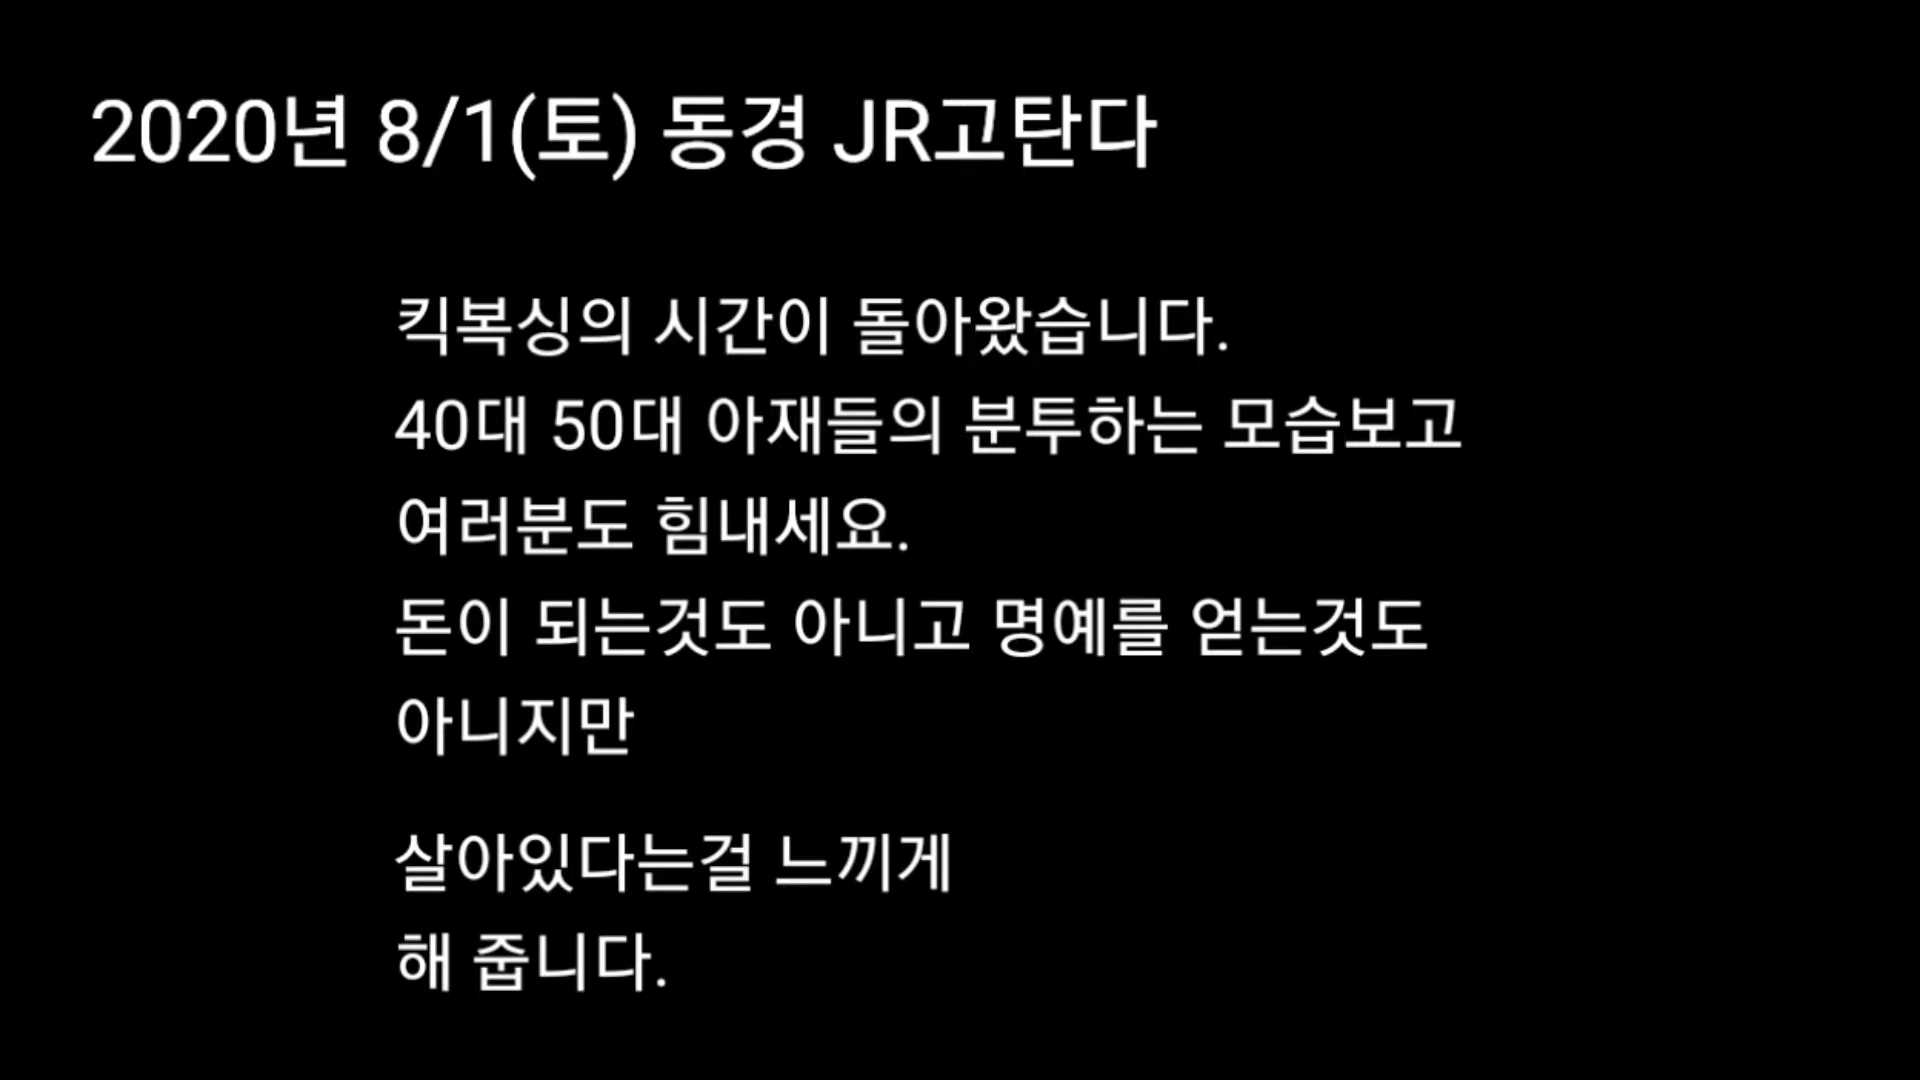 2020년 8/1(토) 동경 JR고탄다
킥복싱의 시간이 돌아왔습니다.
40대 50대 아재들의 분투하는 모습보고
여러분도 힘내세요.
돈이 되는것도 아니고 명예를 얻는것도
아니지만
살아있다는걸 느끼게
해 줍니다.